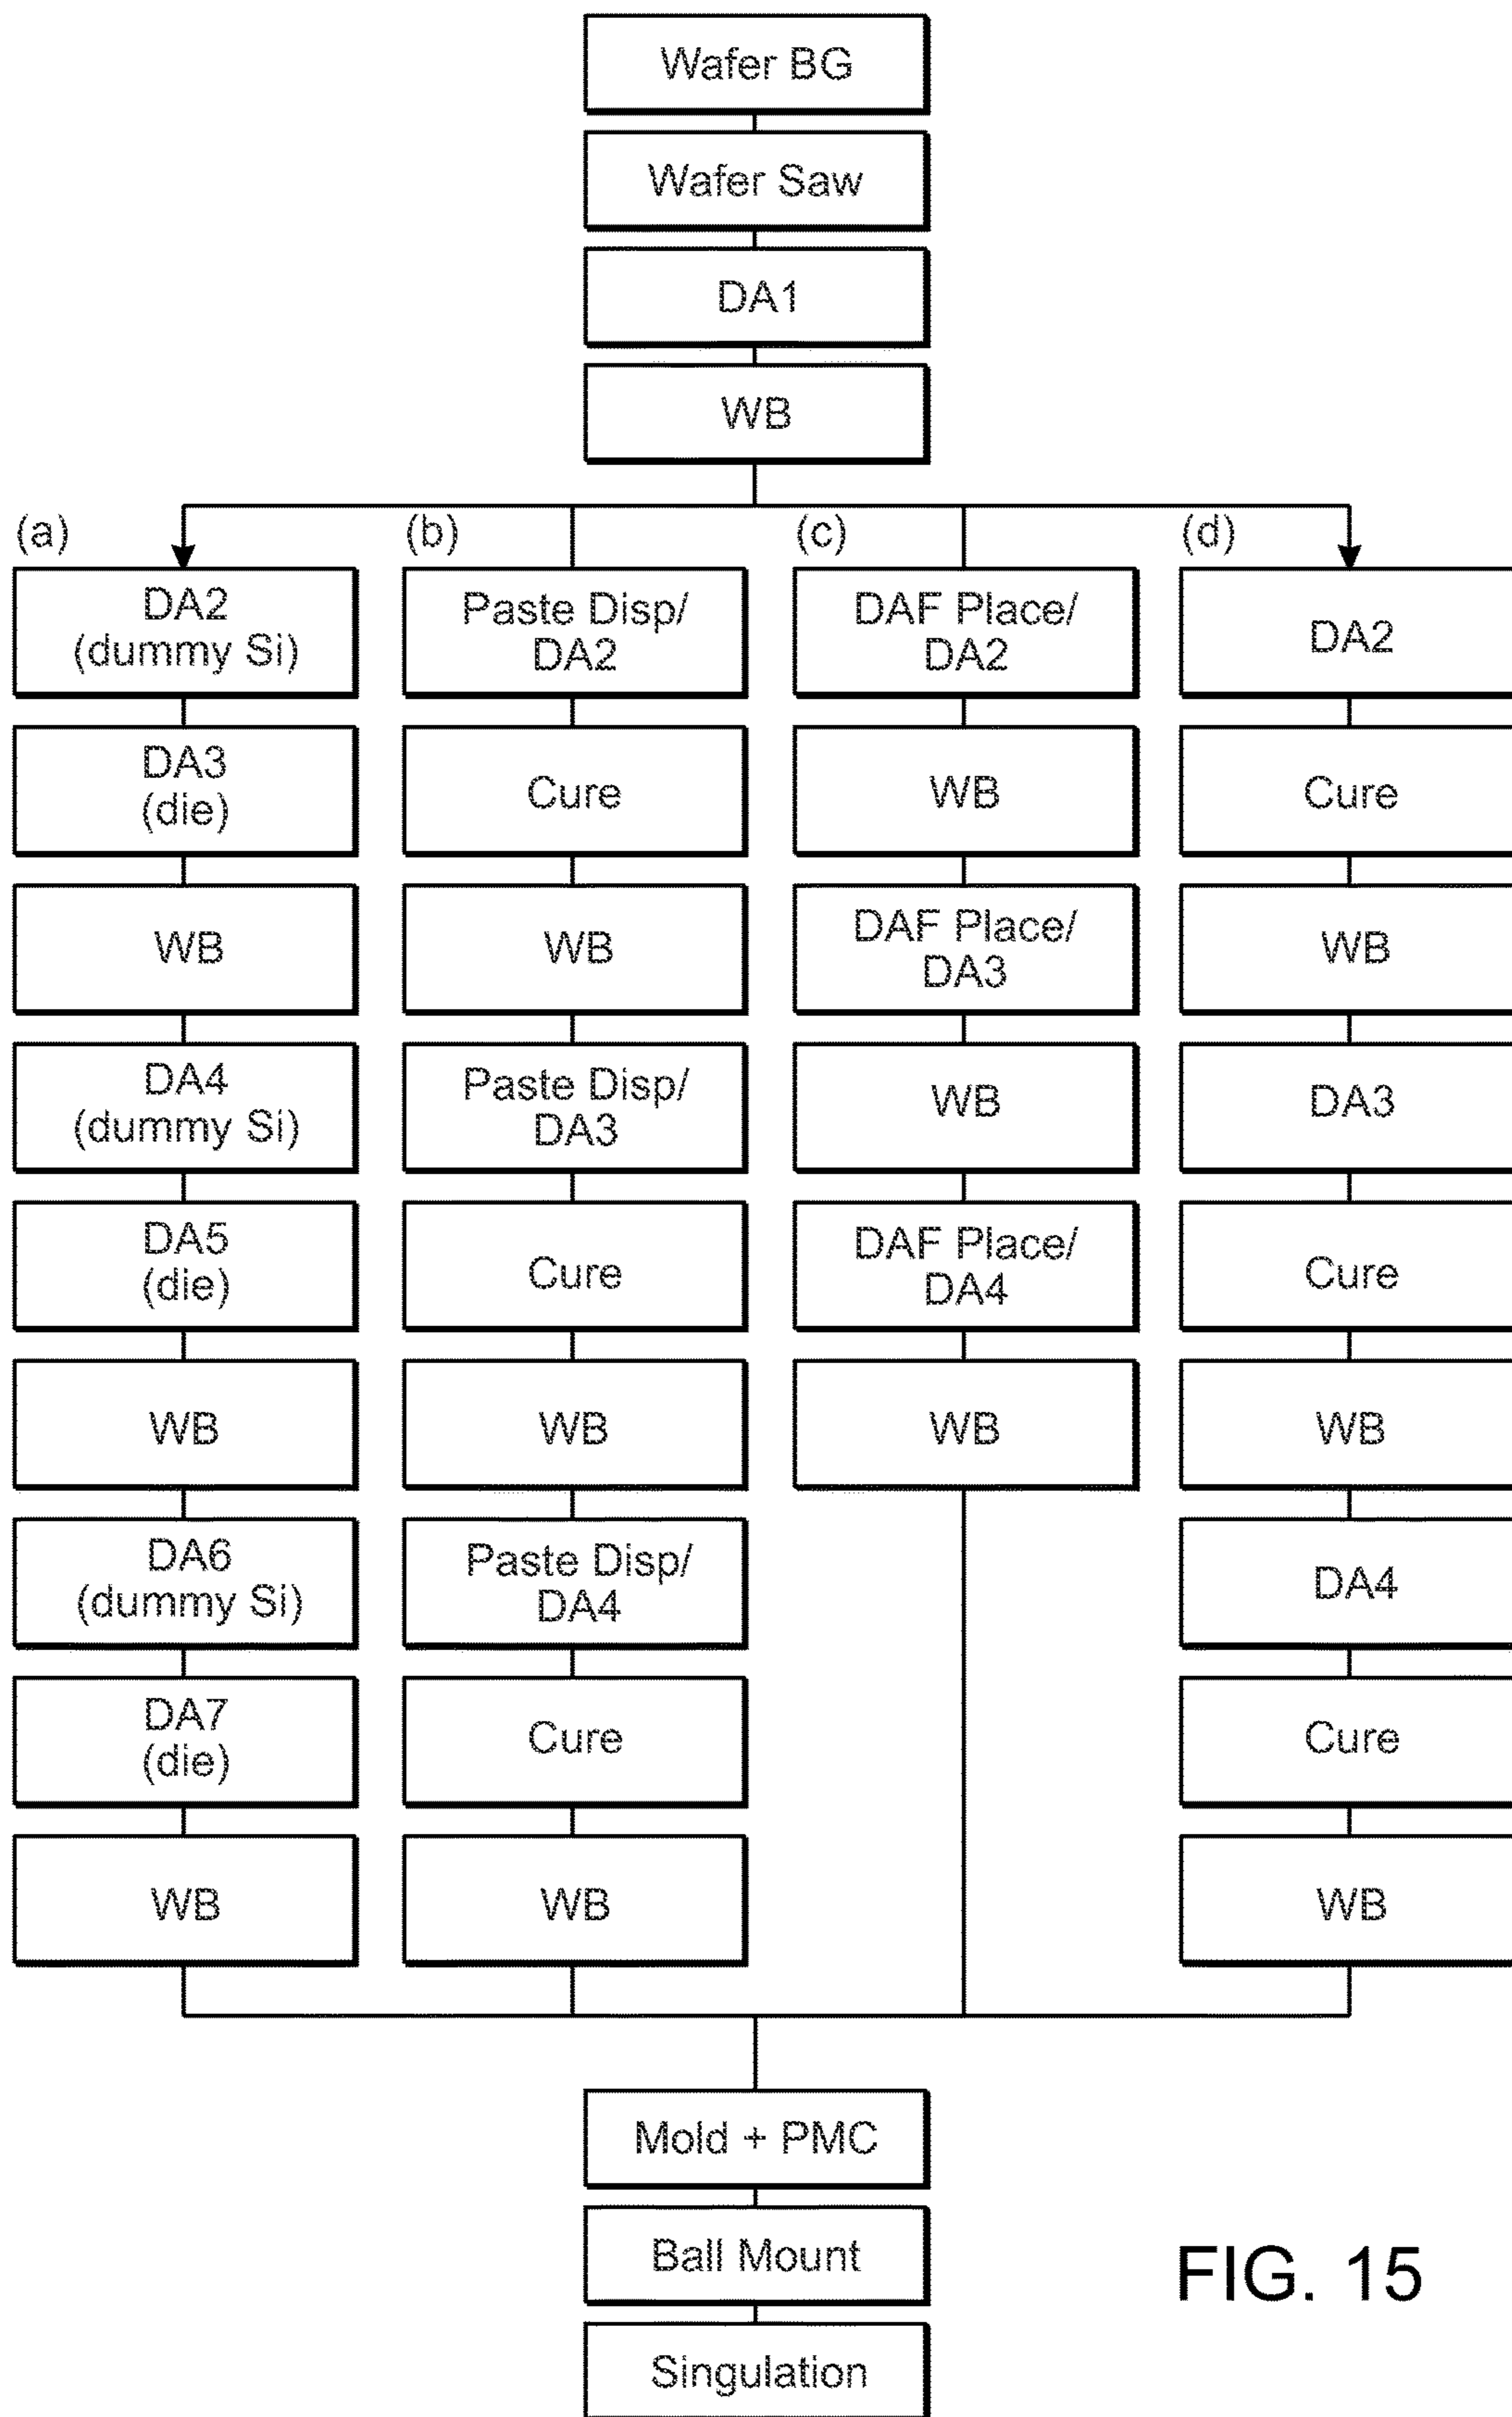 Wafer BG
Wafer Saw
DA1
WB
(a)
DA2
(dummy Si)
DA3
(die)
WB
DA4
(dummy Si)
DA5
(die)
WB
DA6
(dummy Si)
DA7
(die)
WB
(b)
Paste Disp/
DA2
Cure
WB
Paste Disp/
DA3
Cure
WB
Paste Disp/
DA4
Cure
WB
(c)
DAF Place/
DA2
WB
DAF Place/
DA3
WB
DAF Place/
DA4
WB
(d)
DA2
Cure
WB
DA3
Cure
WB
DA4
Cure
WB
Mold + PMC
Ball Mount
Singulation
FIG. 15